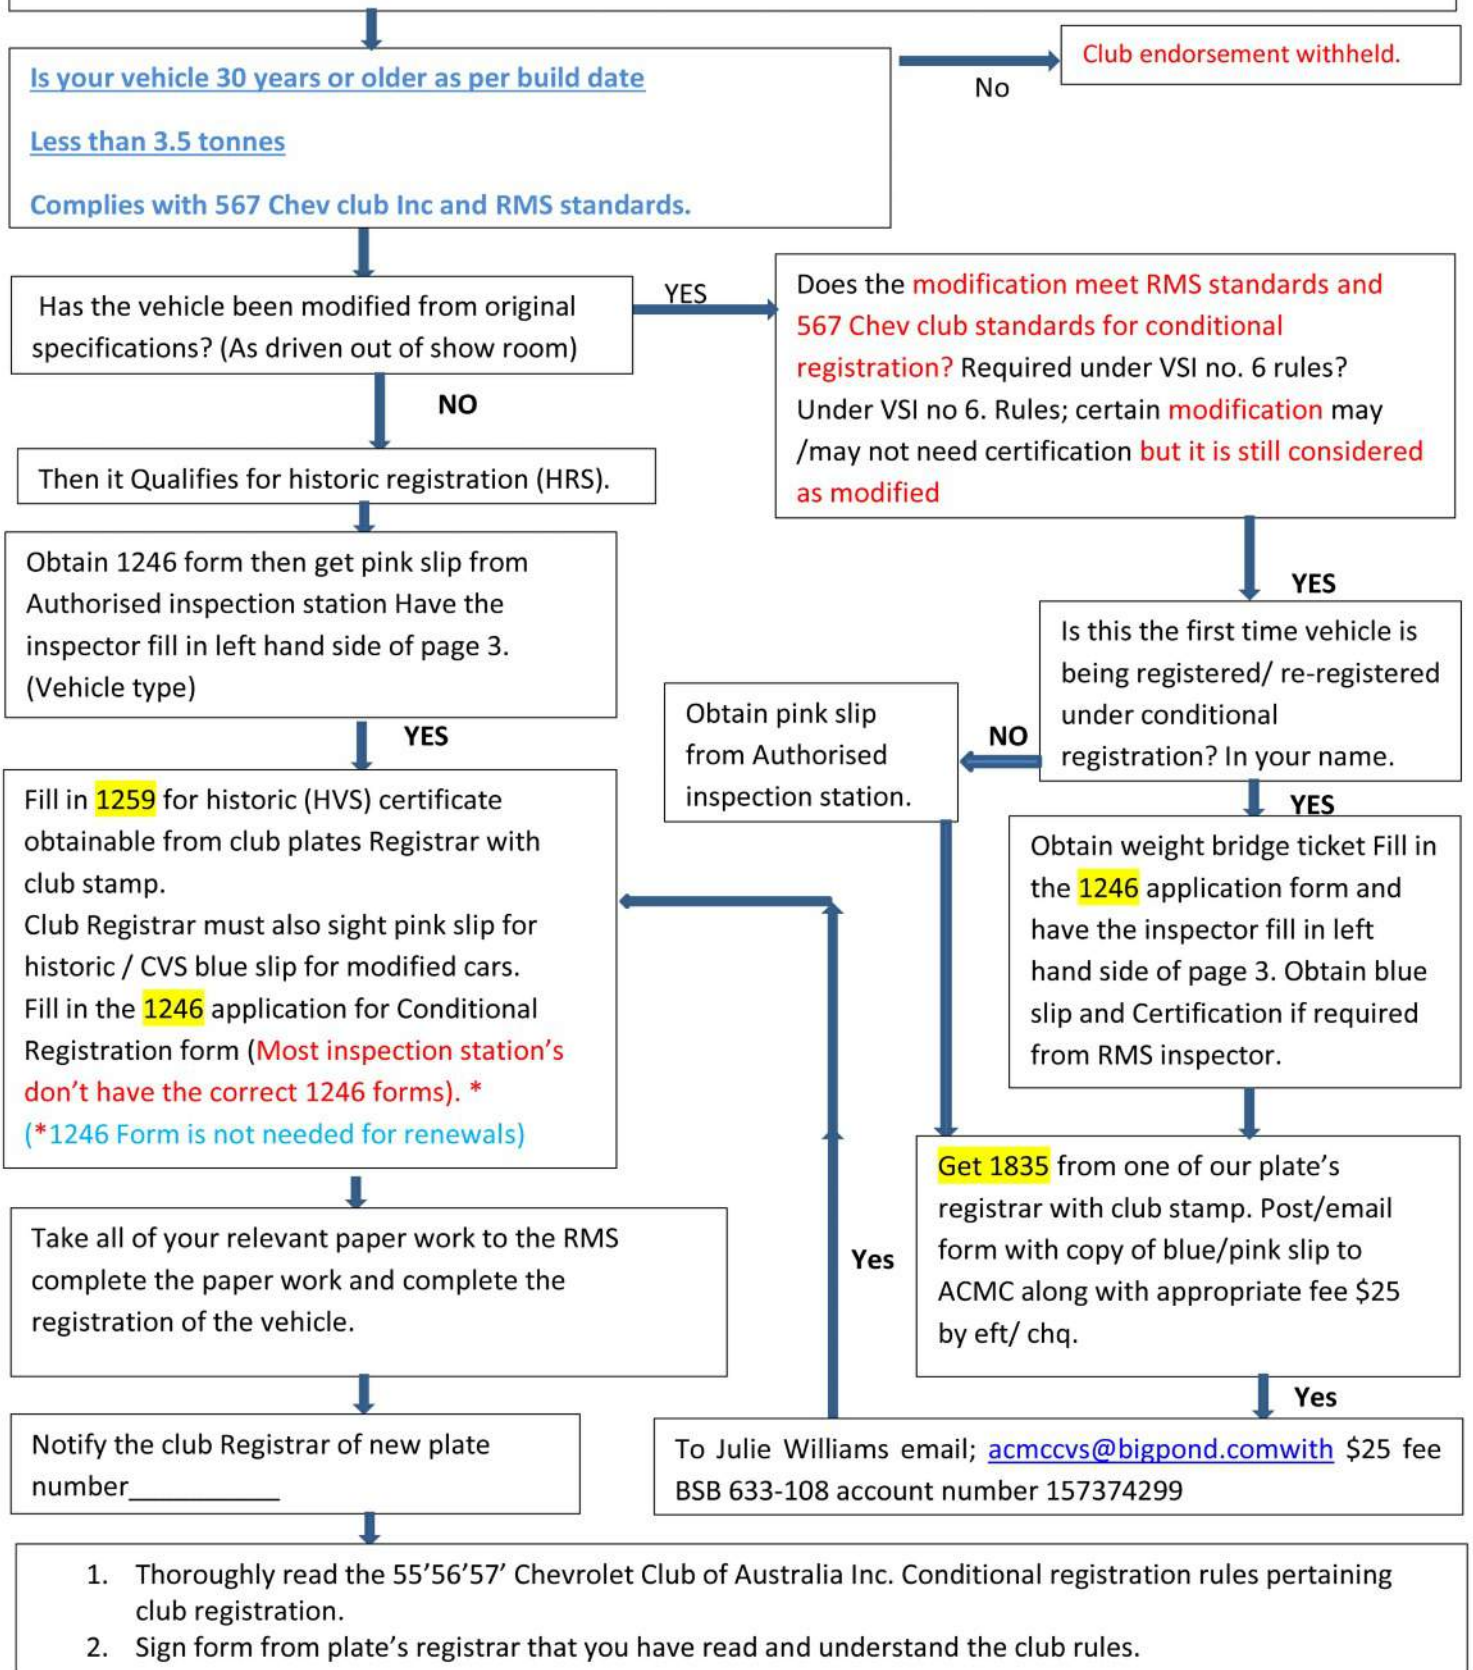 Is your vehicle 30 years or older as per build date
Less than 3.5 tonnes
Complies with 567 Chev club Inc and RMS standards.
No
Club endorsement withheld.
Has the vehicle been modified from original
specifications? (As driven out of show room)
YES
Does the modification meet RMS standards and
567 Chev club standards for conditional
registration? Required under VSI no. 6 rules?
Under VSI no 6. Rules; certain modification may
/may not need certification but it is still considered
as modified
NO
Then it Qualifies for historic registration (HRS).
Obtain 1246 form then get pink slip from
Authorised inspection station Have the
inspector fill in left hand side of page 3.
(Vehicle type)
YES
YES
Is this the first time vehicle is
being registered/ re-registered
under conditional
registration? In your name.
NO
Obtain pink slip
from Authorised
inspection station.
YES
Obtain weight bridge ticket Fill in
the 1246 application form and
have the inspector fill in left
hand side of page 3. Obtain blue
slip and Certification if required
from RMS inspector.
Fill in 1259 for historic (HVS) certificate
obtainable from club plates Registrar with
club stamp.
Club Registrar must also sight pink slip for
historic / CVS blue slip for modified cars.
Fill in the 1246 application for Conditional
Registration form (Most inspection station's
don't have the correct 1246 forms). *
(*1246 Form is not needed for renewals)
Get 1835 from one of our plate's
registrar with club stamp. Post/email
form with copy of blue/pink slip to
ACMC along with appropriate fee $25
by eft/ chq.
Yes
Yes
To Julie Williams email; acmccvs@bigpond.comwith $25 fee
BSB 633-108 account number 157374299
Take all of your relevant paper work to the RMS
complete the paper work and complete the
registration of the vehicle.
Notify the club Registrar of new plate
number__________
1. Thoroughly read the 55'56'57' Chevrolet Club of Australia Inc. Conditional registration rules pertaining
club registration.
2. Sign form from plate's registrar that you have read and understand the club rules.